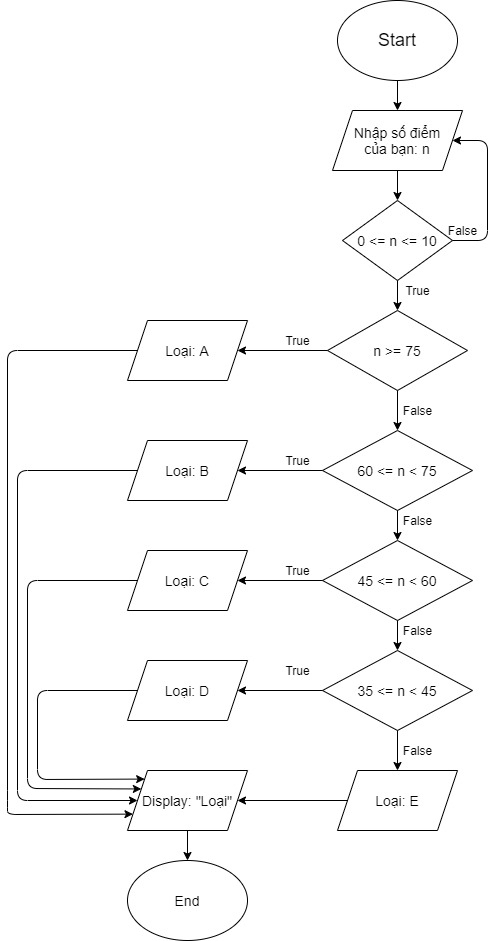 Start
Nhập số điểm
của bạn: n
0 <= n <= 10
False
True
n >= 75
True
Loại: A
False
60 <= n < 75
True
Loại: B
False
45 <= n < 60
True
Loại: C
False
35 <= n < 45
True
Loại: D
False
Loại: E
Display: "Loại"
End